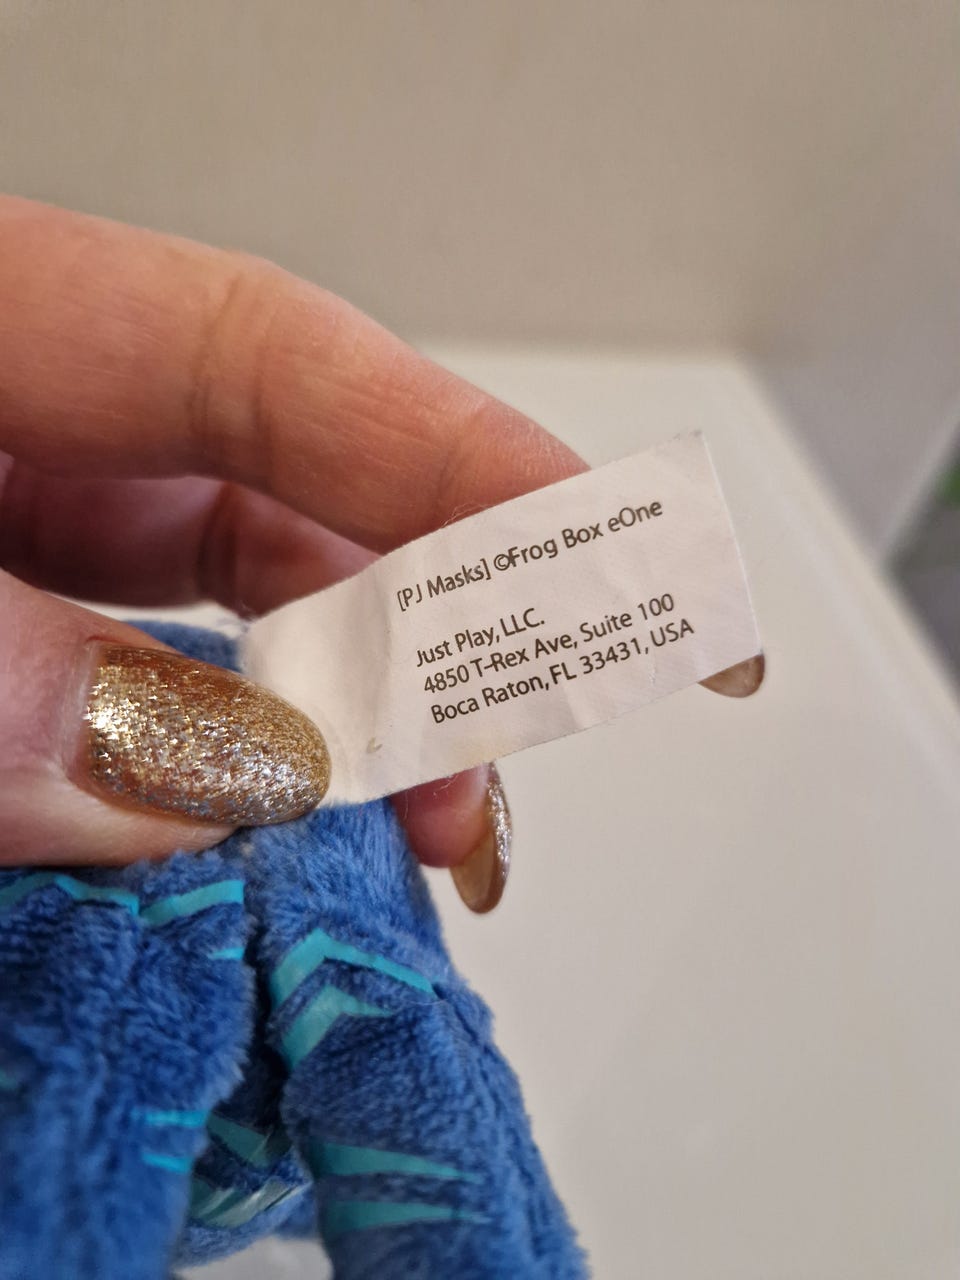 [PJ Masks] ©Frog Box eOne
Just Play, LLC.
4850 T-Rex Ave, Suite 100
Boca Raton, FL 33431, USA